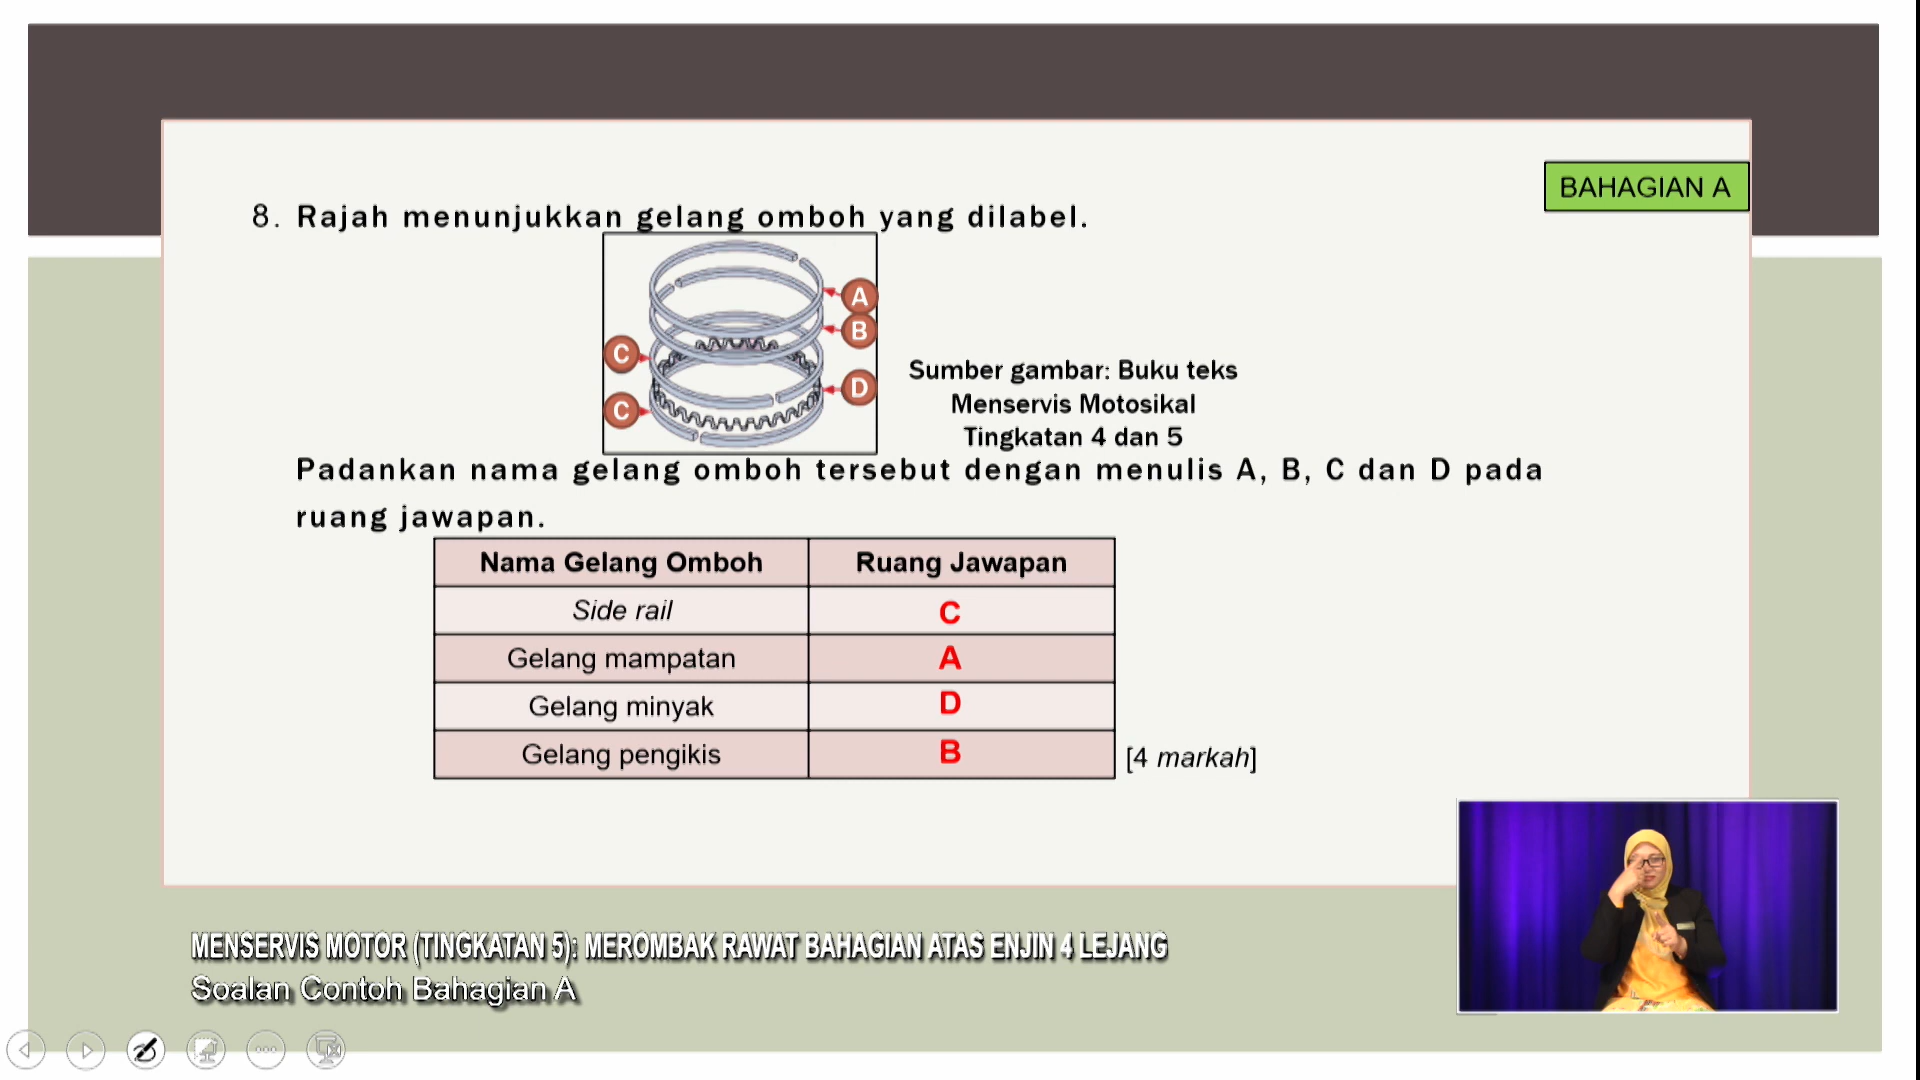 BAHAGIAN A
8. Rajah menunjukkan gelang omboh yang dilabel.
A
B
C
D
C
Sumber gambar: Buku teks
Menservis Motosikal
Tingkatan 4 dan 5
Padankan nama gelang omboh tersebut dengan menulis A, B, C dan D pada
ruang jawapan.
Nama Gelang Omboh Ruang Jawapan
Side rail C
Gelang mampatan A
Gelang minyak D
Gelang pengikis B
[4 markah]
MENSERVIS MOTOR (TINGKATAN 5): MEROMBAK RAWAT BAHAGIAN ATAS ENJIN 4 LEJANG
Soalan Contoh Bahagian A